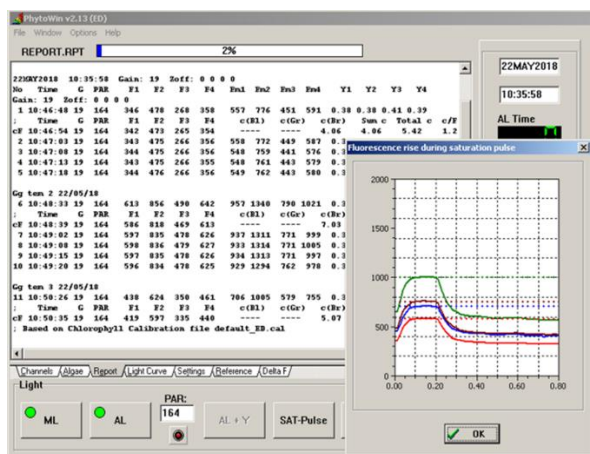 PhytoWin v2.13 (ED)
File Window Options Help
REPORT.RPT 2%
22MAY2018 10:35:58 Gain: 19 Zoff: 0 0 0 0
No Time G PAR F1 F2 F3 F4 Fm1 Fm2 Fm3 Fm4 Y1 Y2 Y3 Y4
Gain: 19 Zoff: 0 0 0 0
1 10:46:48 19 164 346 478 268 358 557 776 451 591 0.38 0.38 0.41 0.39
; Time G PAR F1 F2 F3 F4 c(Bl) c(Gr) c(Br) Sum c Total c c/F
cF 10:46:54 19 164 342 473 265 354 ---- ---- 4.06 4.06 5.42 1.2
2 10:47:03 19 164 343 475 266 356 558 772 449 587 0.3
3 10:47:08 19 164 343 475 266 356 548 759 441 576 0.3
4 10:47:13 19 164 343 475 266 355 548 761 443 579 0.3
5 10:47:18 19 164 344 476 266 356 549 762 443 580 0.3
Gg tem 2 22/05/18
6 10:48:33 19 164 613 856 490 642 957 1340 790 1021 0.3
; Time G PAR F1 F2 F3 F4 c(Bl) c(Gr) c(Br)
cF 10:48:39 19 164 586 818 469 613 ---- ---- 7.03
7 10:49:02 19 164 597 835 478 626 937 1311 771 999 0.3
8 10:49:08 19 164 598 836 479 627 933 1314 771 1005 0.3
9 10:49:15 19 164 597 835 478 626 934 1313 771 997 0.3
10 10:49:20 19 164 596 834 478 625 929 1294 762 978 0.3
Gg tem 3 22/05/18
11 10:50:26 19 164 438 624 350 461 706 1005 579 755 0.3
; Time G PAR F1 F2 F3 F4 c(Bl) c(Gr) c(Br)
cF 10:50:35 19 164 419 597 335 440 ---- ---- 5.07
; Based on Chlorophyll Calibration file default_ED.cal
Channels Algae Report Light Curve Settings Reference Delta F
Light
ML
AL
PAR:
164
AL + Y
SAT-Pulse
22MAY2018
10:35:58
AL Time
Fluorescence rise during saturation pulse
2000
1500
1000
500
0
0.00 0.20 0.40 0.60 0.80
OK